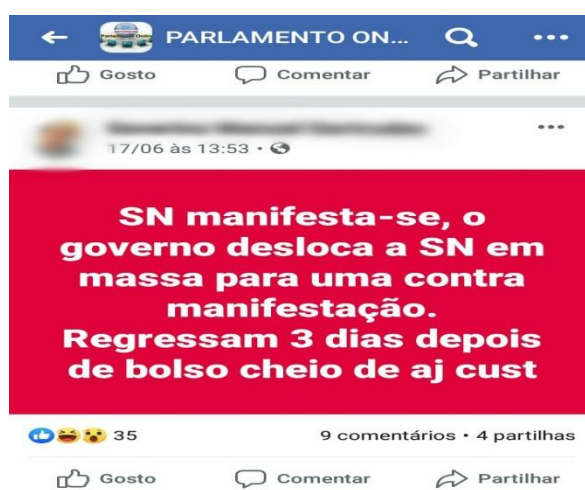 PARLAMENTO ON...
Gosto Comentar Partilhar
17/06 às 13:53
SN manifesta-se, o
governo desloca a SN em
massa para uma contra
manifestação.
Regressam 3 dias depois
de bolso cheio de aj cust
35 9 comentários • 4 partilhas
Gosto Comentar Partilhar